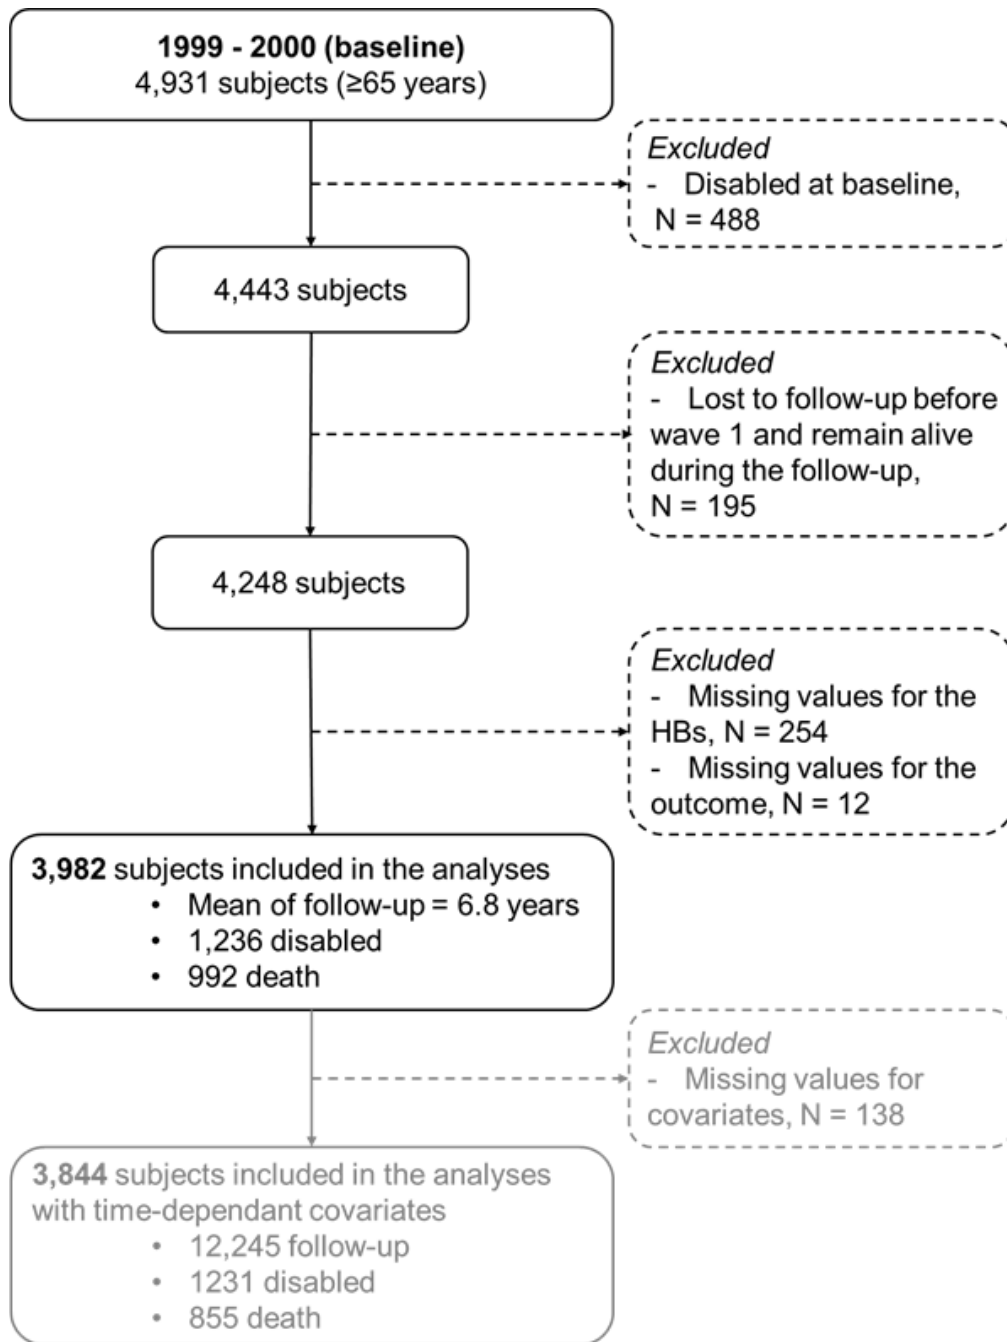 1999 - 2000 (baseline)
4,931 subjects (≥65 years)
Excluded
- Disabled at baseline,
N = 488
4,443 subjects
Excluded
- Lost to follow-up before
wave 1 and remain alive
during the follow-up,
N = 195
4,248 subjects
Excluded
- Missing values for the
HBs, N = 254
- Missing values for the
outcome, N = 12
3,982 subjects included in the analyses
• Mean of follow-up = 6.8 years
• 1,236 disabled
• 992 death
Excluded
- Missing values for
covariates, N = 138
3,844 subjects included in the analyses
with time-dependant covariates
• 12,245 follow-up
• 1231 disabled
• 855 death